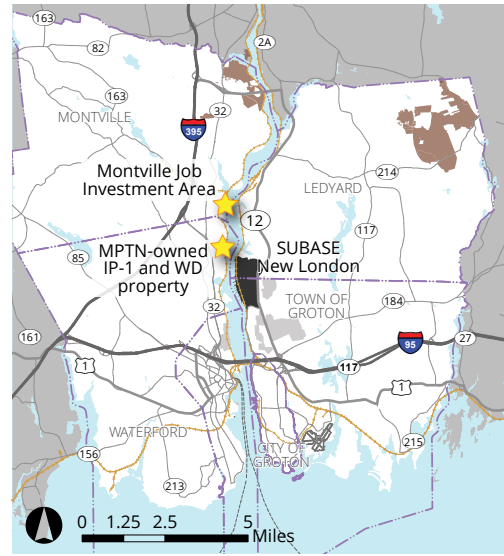 163
82
2A
163
32
MONTVILLE
395
214
Montville Job
Investment Area
LEDYARD
12
117
MPTN-owned
IP-1 and WD
property
SUBASE
New London
85
TOWN OF
GROTON
32
184
161
95
27
1
117
1
WATERFORD
CITY OF
GROTON
215
156
213
0 1.25 2.5 5
Miles